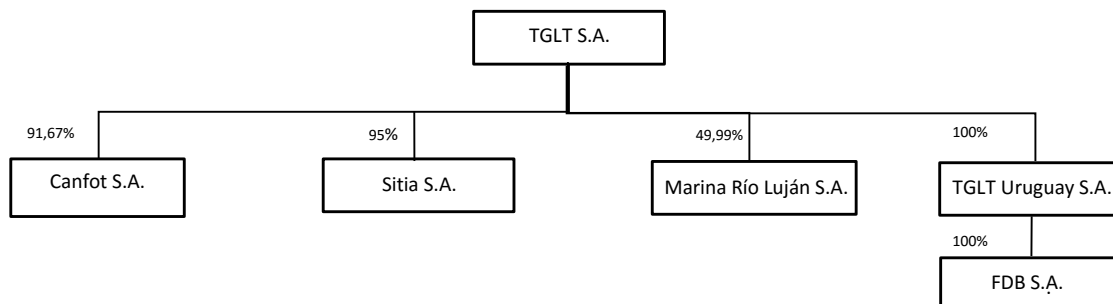 TGLT S.A.
91,67%
95%
49,99%
100%
Canfot S.A.
Sitia S.A.
Marina Río Luján S.A.
TGLT Uruguay S.A.
100%
FDB S.A.